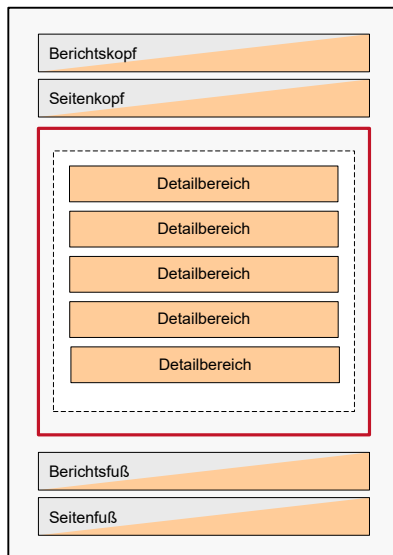 Berichtskopf
Seitenkopf
Detailbereich
Detailbereich
Detailbereich
Detailbereich
Detailbereich
Berichtsfuß
Seitenfuß